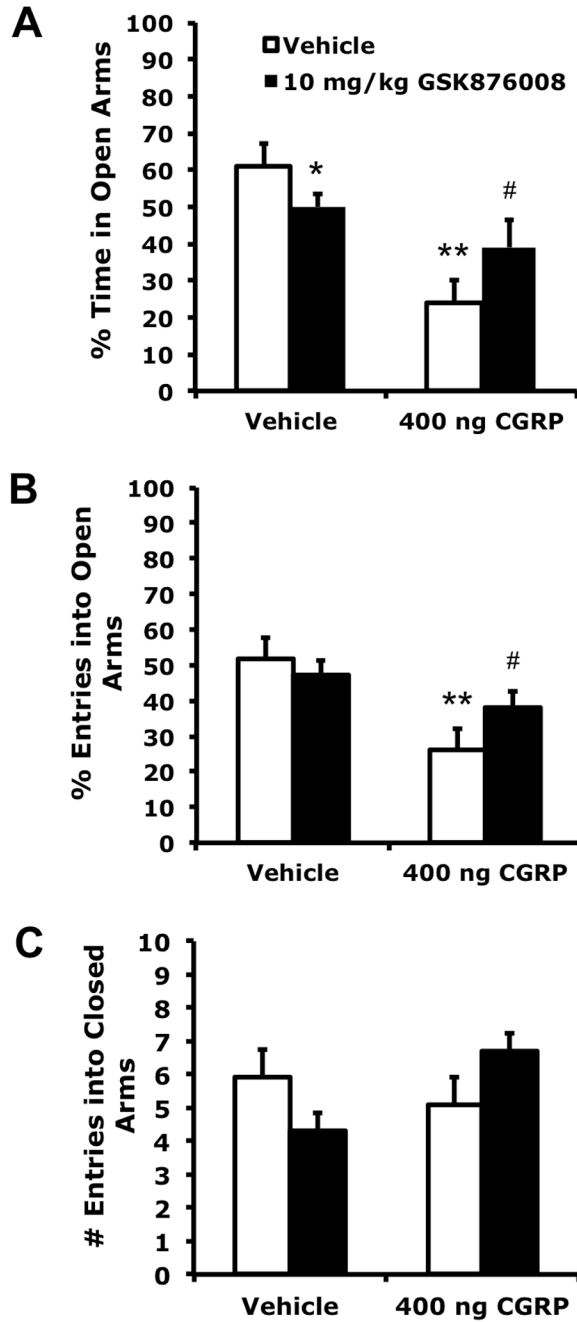 A
% Time in Open Arms
100
90
80
70
60
50
40
30
20
10
0
Vehicle
10 mg/kg GSK876008
*
**
#
Vehicle
400 ng CGRP
B
% Entries into Open
Arms
100
90
80
70
60
50
40
30
20
10
0
**
#
Vehicle
400 ng CGRP
C
# Entries into Closed
Arms
10
9
8
7
6
5
4
3
2
1
0
Vehicle
400 ng CGRP